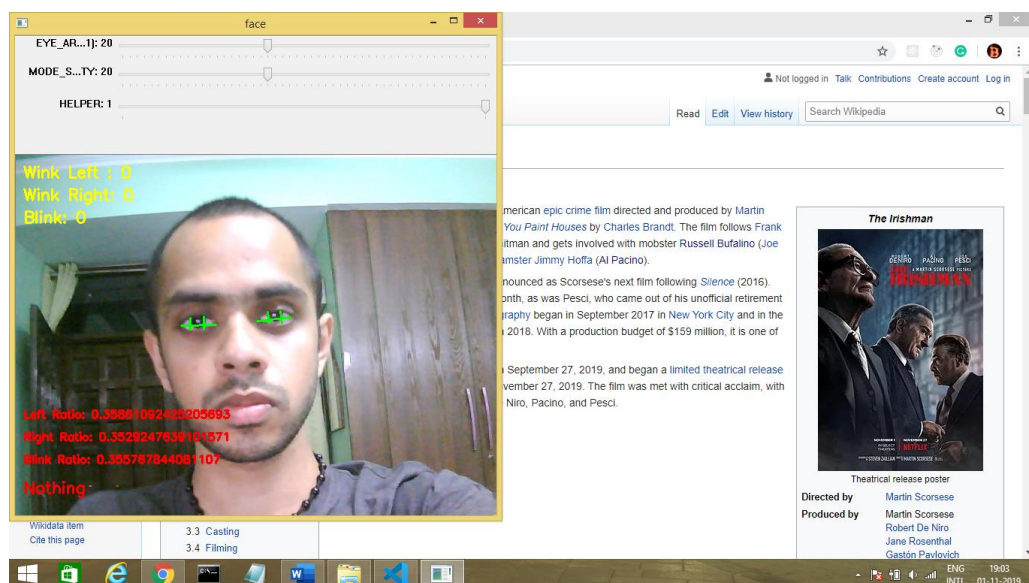 face
EYE_AR...1): 20
MODE_S...TY: 20
HELPER: 1
Wink Left : 0
Wink Right: 0
Blink: 0
Left Ratio: 0.35861092425205693
Right Ratio: 0.3529247639101571
Blink Ratio: 0.355767844081107
Nothing
Not logged in Talk Contributions Create account Log in
Read Edit View history Search Wikipedia
merican epic crime film directed and produced by Martin
You Paint Houses by Charles Brandt. The film follows Frank
itman and gets involved with mobster Russell Bufalino (Joe
amster Jimmy Hoffa (Al Pacino).
nounced as Scorsese's next film following Silence (2016).
onth, as was Pesci, who came out of his unofficial retirement
graphy began in September 2017 in New York City and in the
2018. With a production budget of $159 million, it is one of
September 27, 2019, and began a limited theatrical release
vember 27, 2019. The film was met with critical acclaim, with
Niro, Pacino, and Pesci.
The Irishman
ROBERT AL JOE
DENIRO PACINO PESCI
A MARTIN SCORSESE PICTURE
THE
IRISHMAN
NETFLIX
Theatrical release poster
Directed by Martin Scorsese
Produced by Martin Scorsese
Robert De Niro
Jane Rosenthal
Gastón Pavlovich
Wikidata item
Cite this page
3.3 Casting
3.4 Filming
ENG
INTL
19:03
01-11-2019